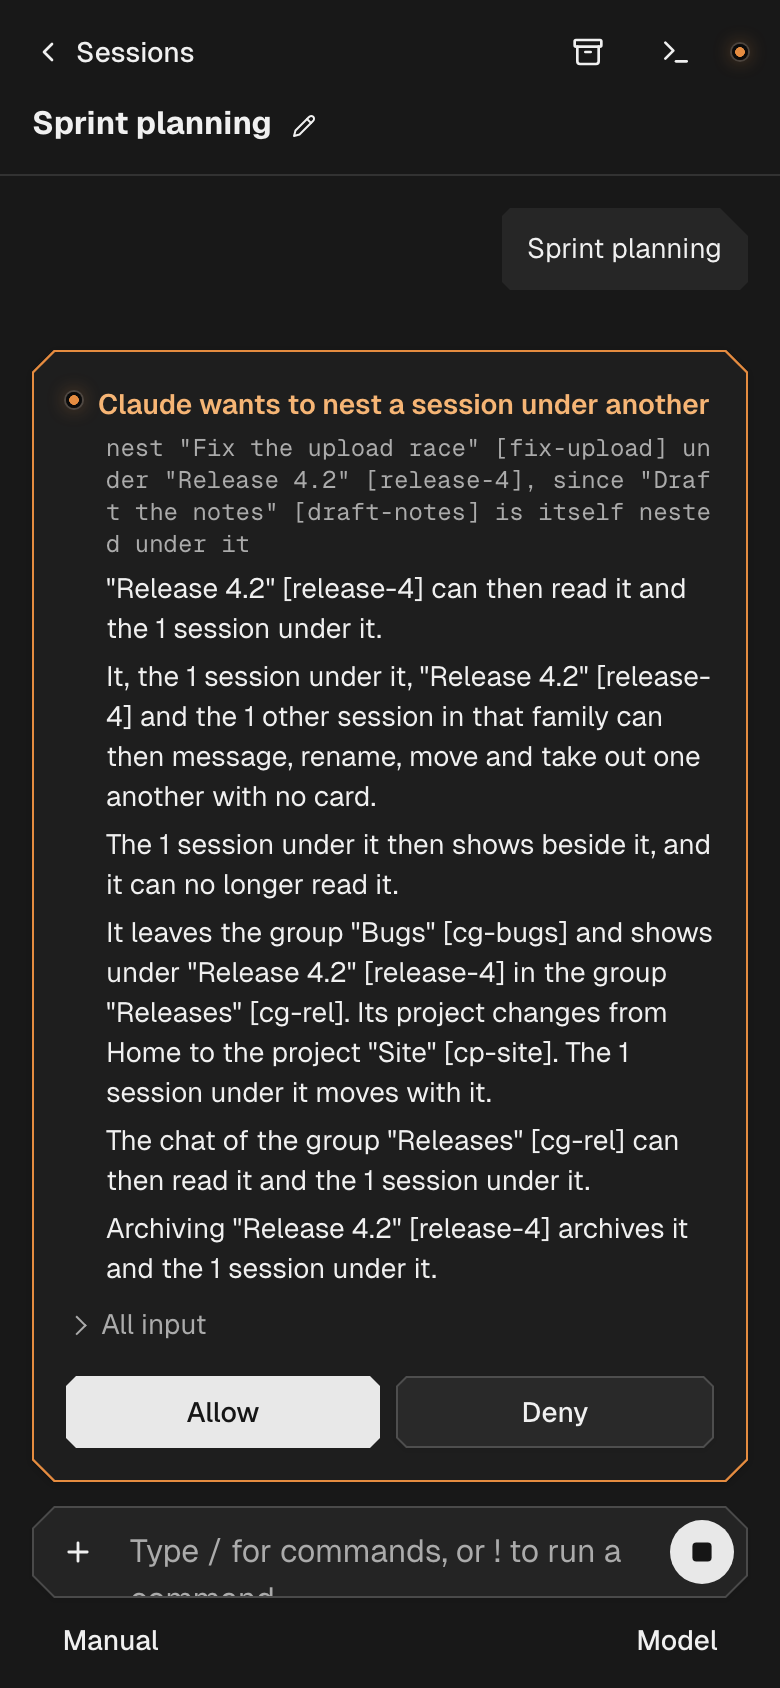 Sessions
Sprint planning
Sprint planning
Claude wants to nest a session under another
nest "Fix the upload race" [fix-upload] un
der "Release 4.2" [release-4], since "Draf
t the notes" [draft-notes] is itself neste
d under it
"Release 4.2" [release-4] can then read it and
the 1 session under it.
It, the 1 session under it, "Release 4.2" [release-
4] and the 1 other session in that family can
then message, rename, move and take out one
another with no card.
The 1 session under it then shows beside it, and
it can no longer read it.
It leaves the group "Bugs" [cg-bugs] and shows
under "Release 4.2" [release-4] in the group
"Releases" [cg-rel]. Its project changes from
Home to the project "Site" [cp-site]. The 1
session under it moves with it.
The chat of the group "Releases" [cg-rel] can
then read it and the 1 session under it.
Archiving "Release 4.2" [release-4] archives it
and the 1 session under it.
All input
Allow
Deny
Type / for commands, or ! to run a
command
Manual
Model